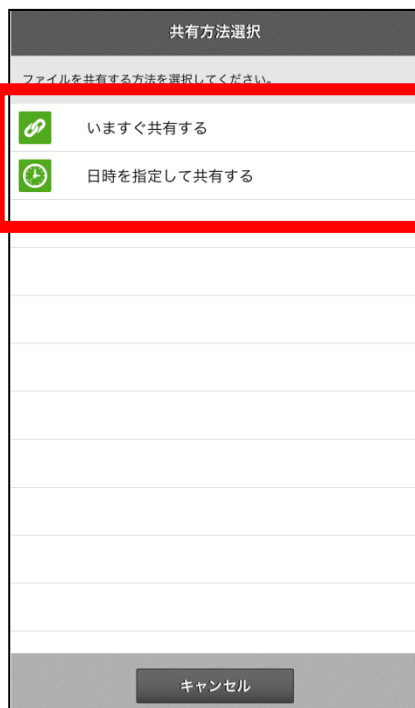 共有方法選択
ファイルを共有する方法を選択してください。
いますぐ共有する
日時を指定して共有する
キャンセル